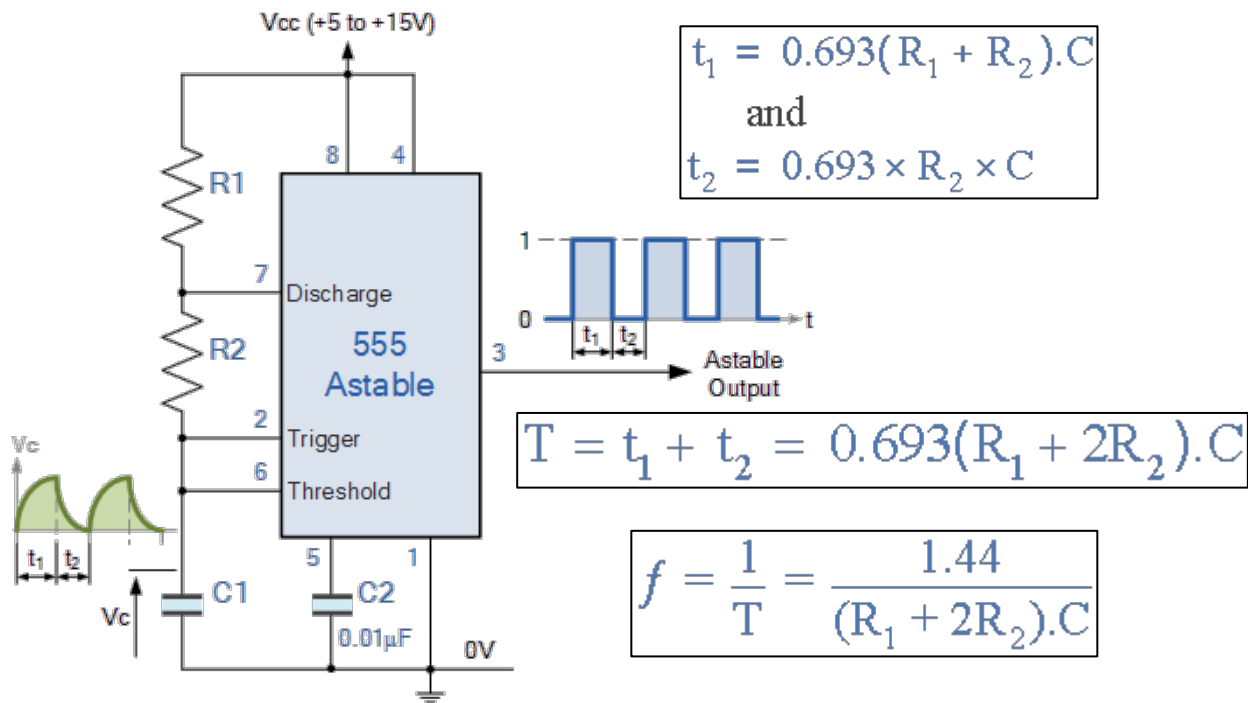 Vcc (+5 to +15V)
t₁ = 0.693(R₁ + R₂).C
and
t₂ = 0.693 × R₂ × C
8 4
R1
7
Discharge
1
0
t₁ t₂
t
R2
555
Astable
3
Astable
Output
2
Trigger
Vc
6
Threshold
T = t₁ + t₂ = 0.693(R₁ + 2R₂).C
t₁ t₂
5 1
Vc
C1
C2
0.01µF
0V
f = 1/T = 1.44/(R₁ + 2R₂).C